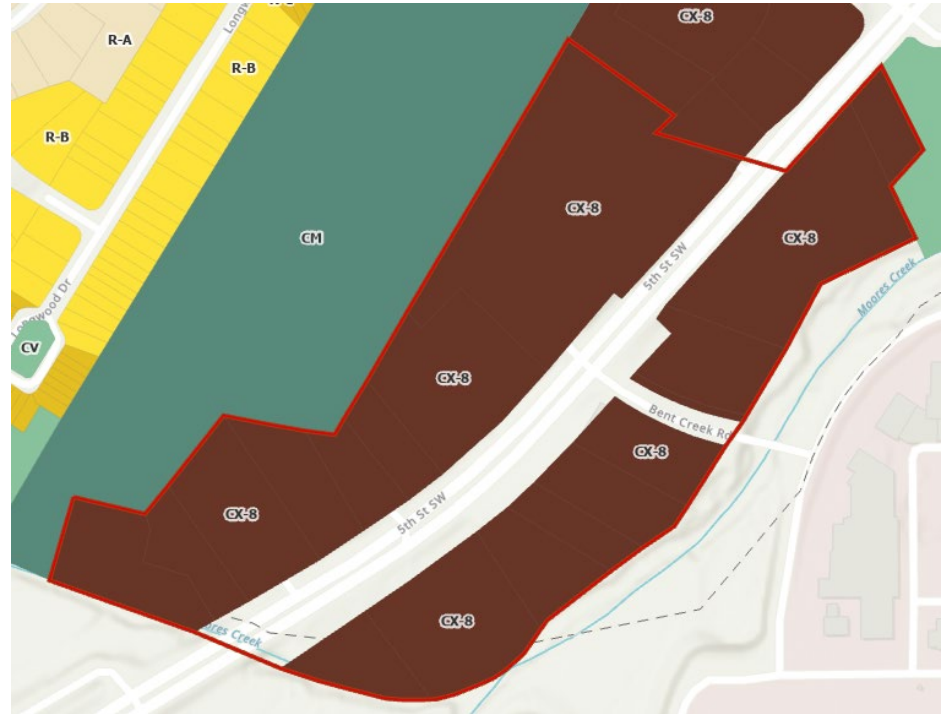 R-A
R-B
R-B
CX-8
CM
CX-8
CX-8
5th St SW
Moores Creek
Longwood Dr
CV
CX-8
Bent Creek Rd
CX-8
CX-8
5th St SW
CX-8
ores Creek